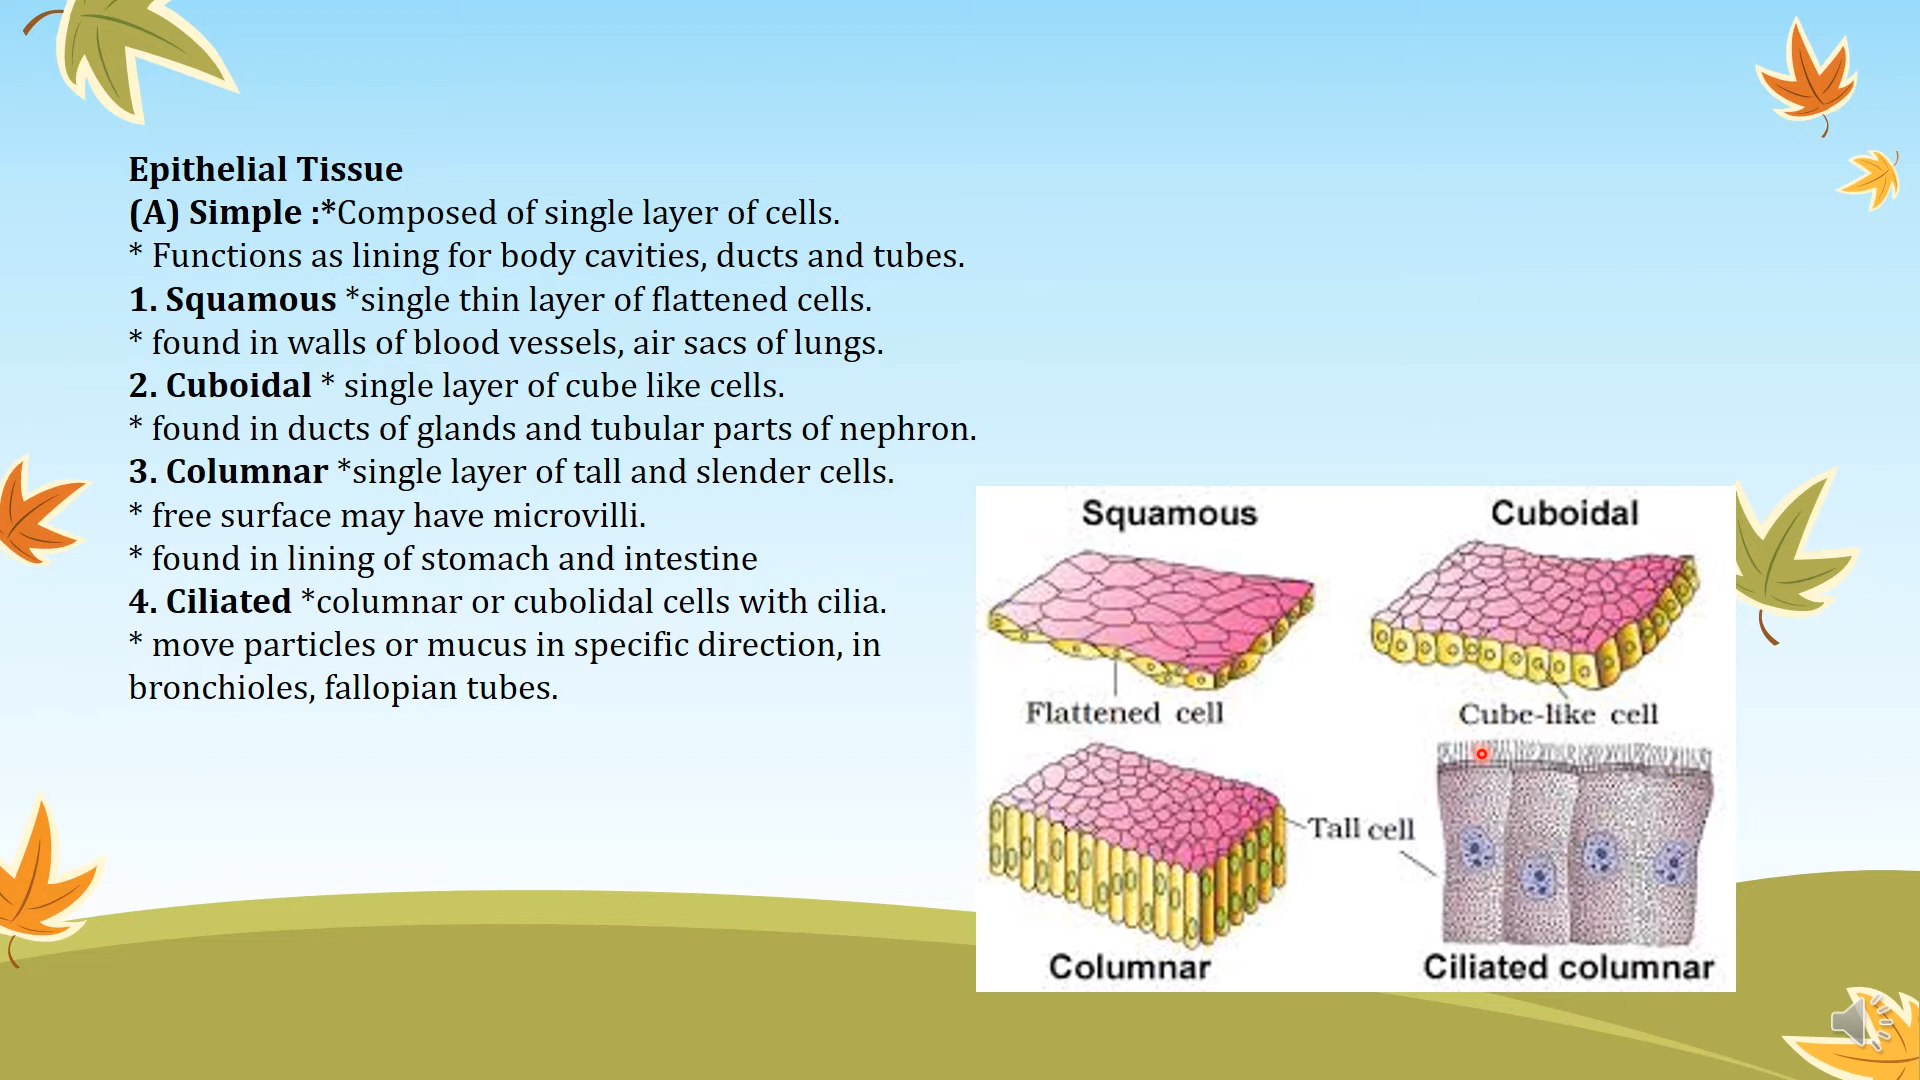 Epithelial Tissue
(A) Simple :*Composed of single layer of cells.
* Functions as lining for body cavities, ducts and tubes.
1. Squamous *single thin layer of flattened cells.
* found in walls of blood vessels, air sacs of lungs.
2. Cuboidal * single layer of cube like cells.
* found in ducts of glands and tubular parts of nephron.
3. Columnar *single layer of tall and slender cells.
* free surface may have microvilli.
* found in lining of stomach and intestine
4. Ciliated *columnar or cubolidal cells with cilia.
* move particles or mucus in specific direction, in
bronchioles, fallopian tubes.
Squamous
Cuboidal
Flattened cell
Cube-like cell
Tall cell
Columnar
Ciliated columnar